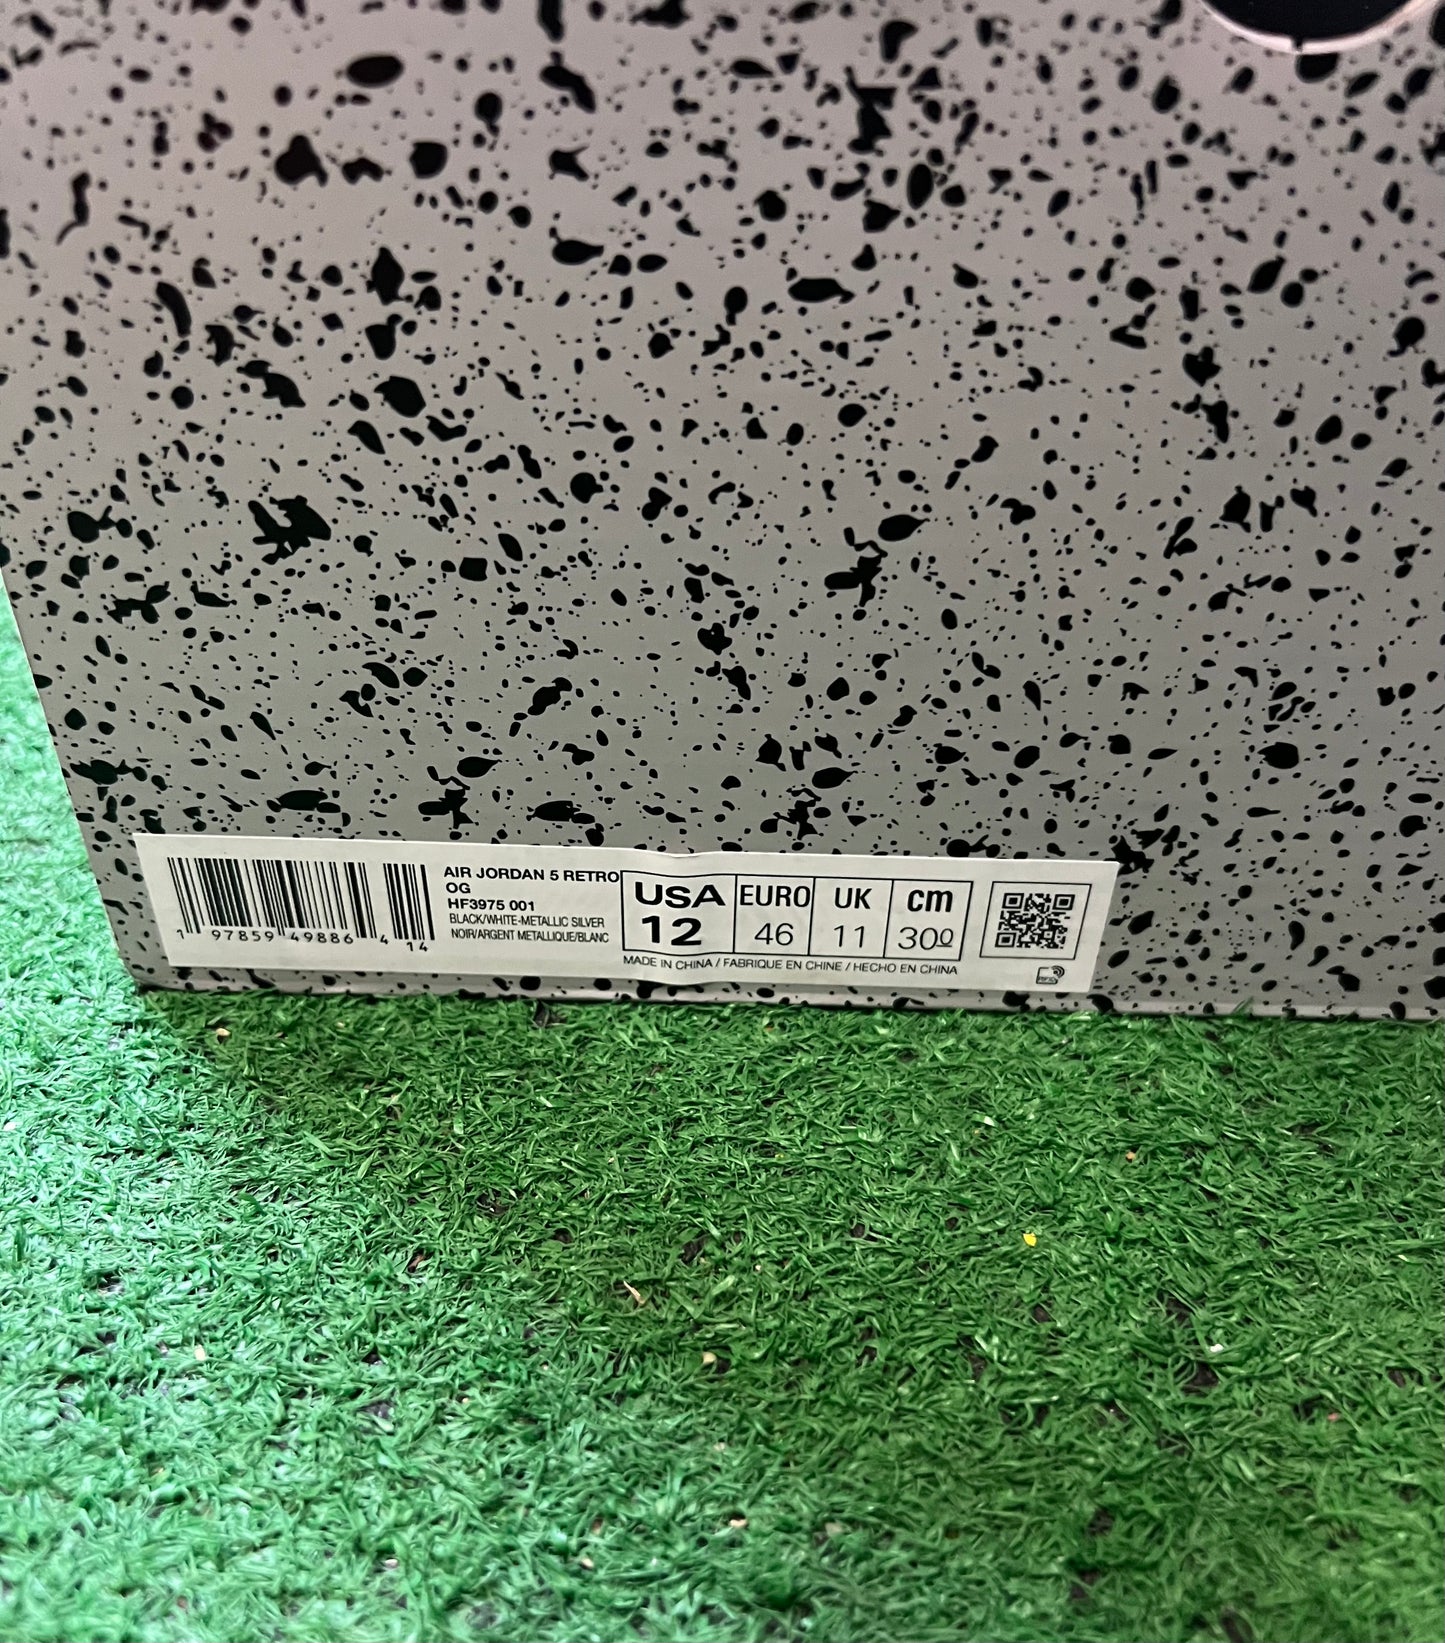 AIR JORDAN 5 RETRO
OG
HF3975 001
BLACK/WHITE-METALLIC SILVER
NOIR/ARGENT METALLIQUE/BLANC
1 97859 49886 4 14
USA EURO UK cm
12 46 11 300
MADE IN CHINA / FABRIQUE EN CHINE / HECHO EN CHINA